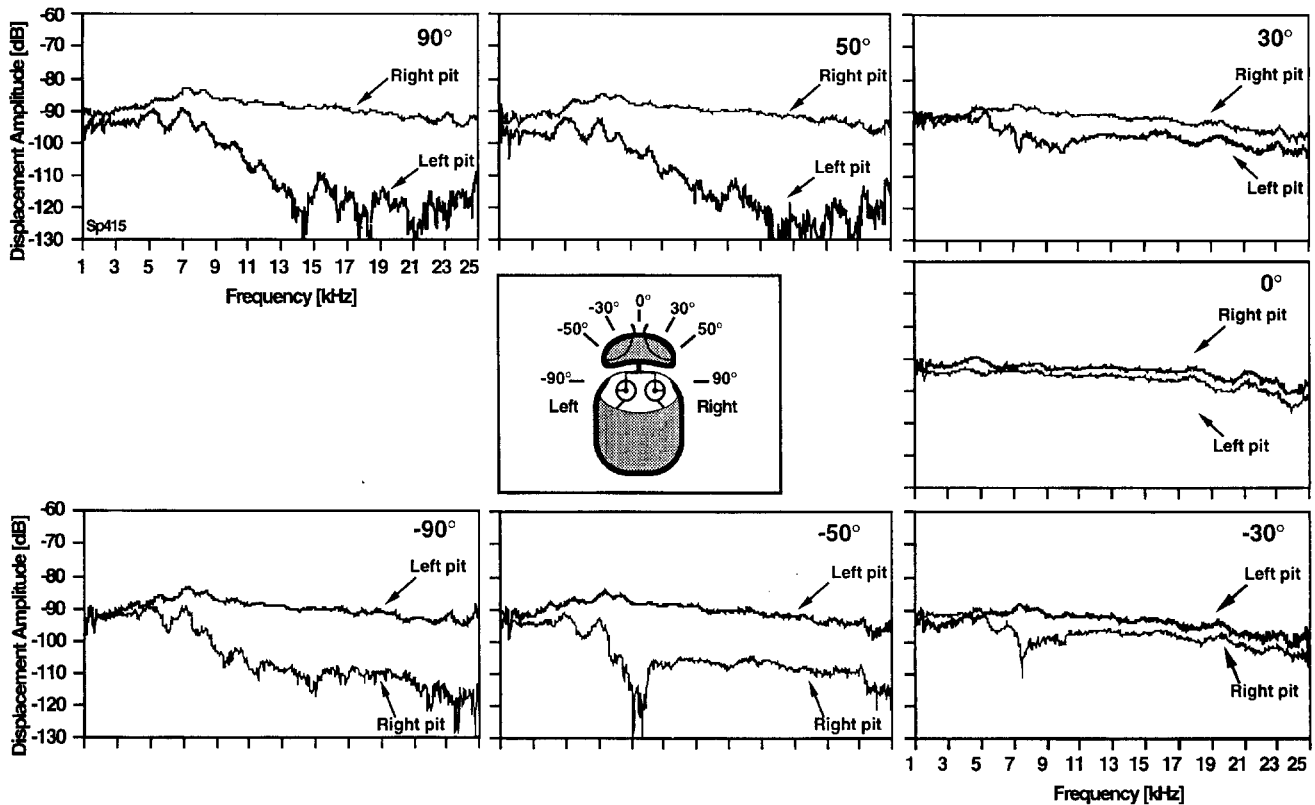 Displacement Amplitude [dB]
-60
-70
-80
-90
-100
-110
-120
-130
90°
Right pit
Left pit
Sp415
1 3 5 7 9 11 13 15 17 19 21 23 25
Frequency [kHz]
50°
Right pit
Left pit
30°
Right pit
Left pit
0°
-30° 30°
-50° 50°
-90° 90°
Left Right
0°
Right pit
Left pit
Displacement Amplitude [dB]
-60
-70
-80
-90
-100
-110
-120
-130
-90°
Left pit
Right pit
-50°
Left pit
Right pit
-30°
Left pit
Right pit
1 3 5 7 9 11 13 15 17 19 21 23 25
Frequency [kHz]